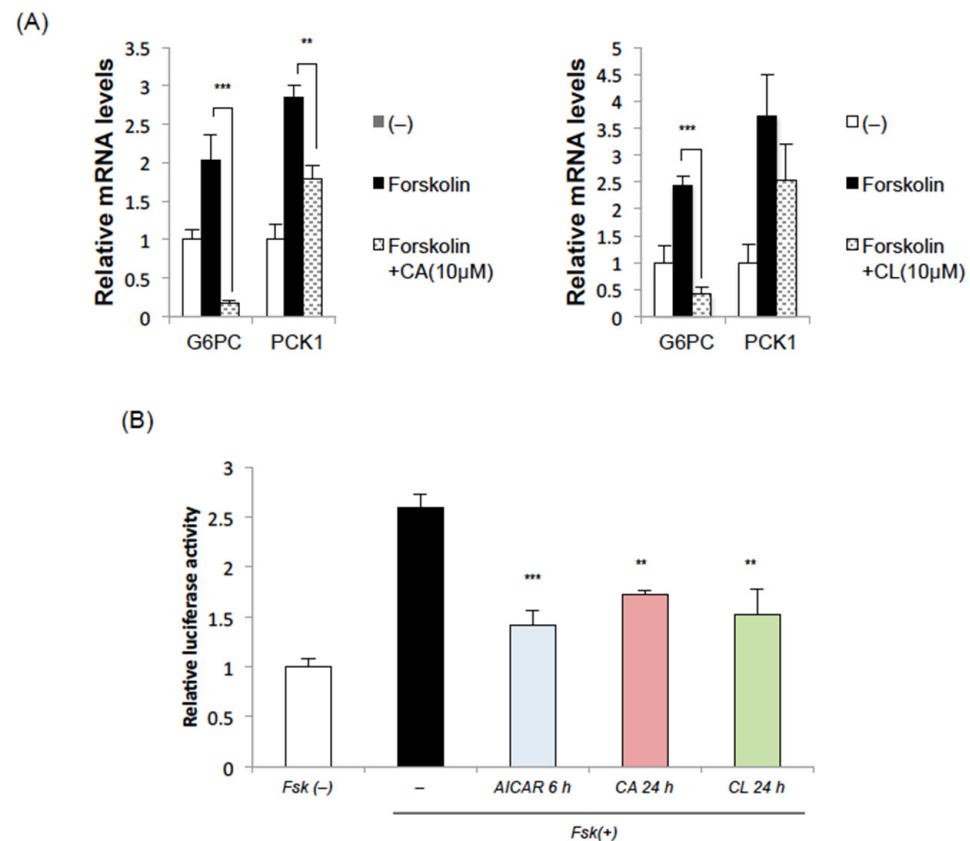 (A)
Relative mRNA levels
3.5
3
2.5
2
1.5
1
0.5
0
***
**
G6PC
PCK1
(–)
Forskolin
Forskolin
+CA(10μM)
Relative mRNA levels
5
4.5
4
3.5
3
2.5
2
1.5
1
0.5
0
***
G6PC
PCK1
(–)
Forskolin
Forskolin
+CL(10μM)
(B)
Relative luciferase activity
3
2.5
2
1.5
1
0.5
0
***
**
**
Fsk (–)
–
AICAR 6 h
CA 24 h
CL 24 h
Fsk(+)